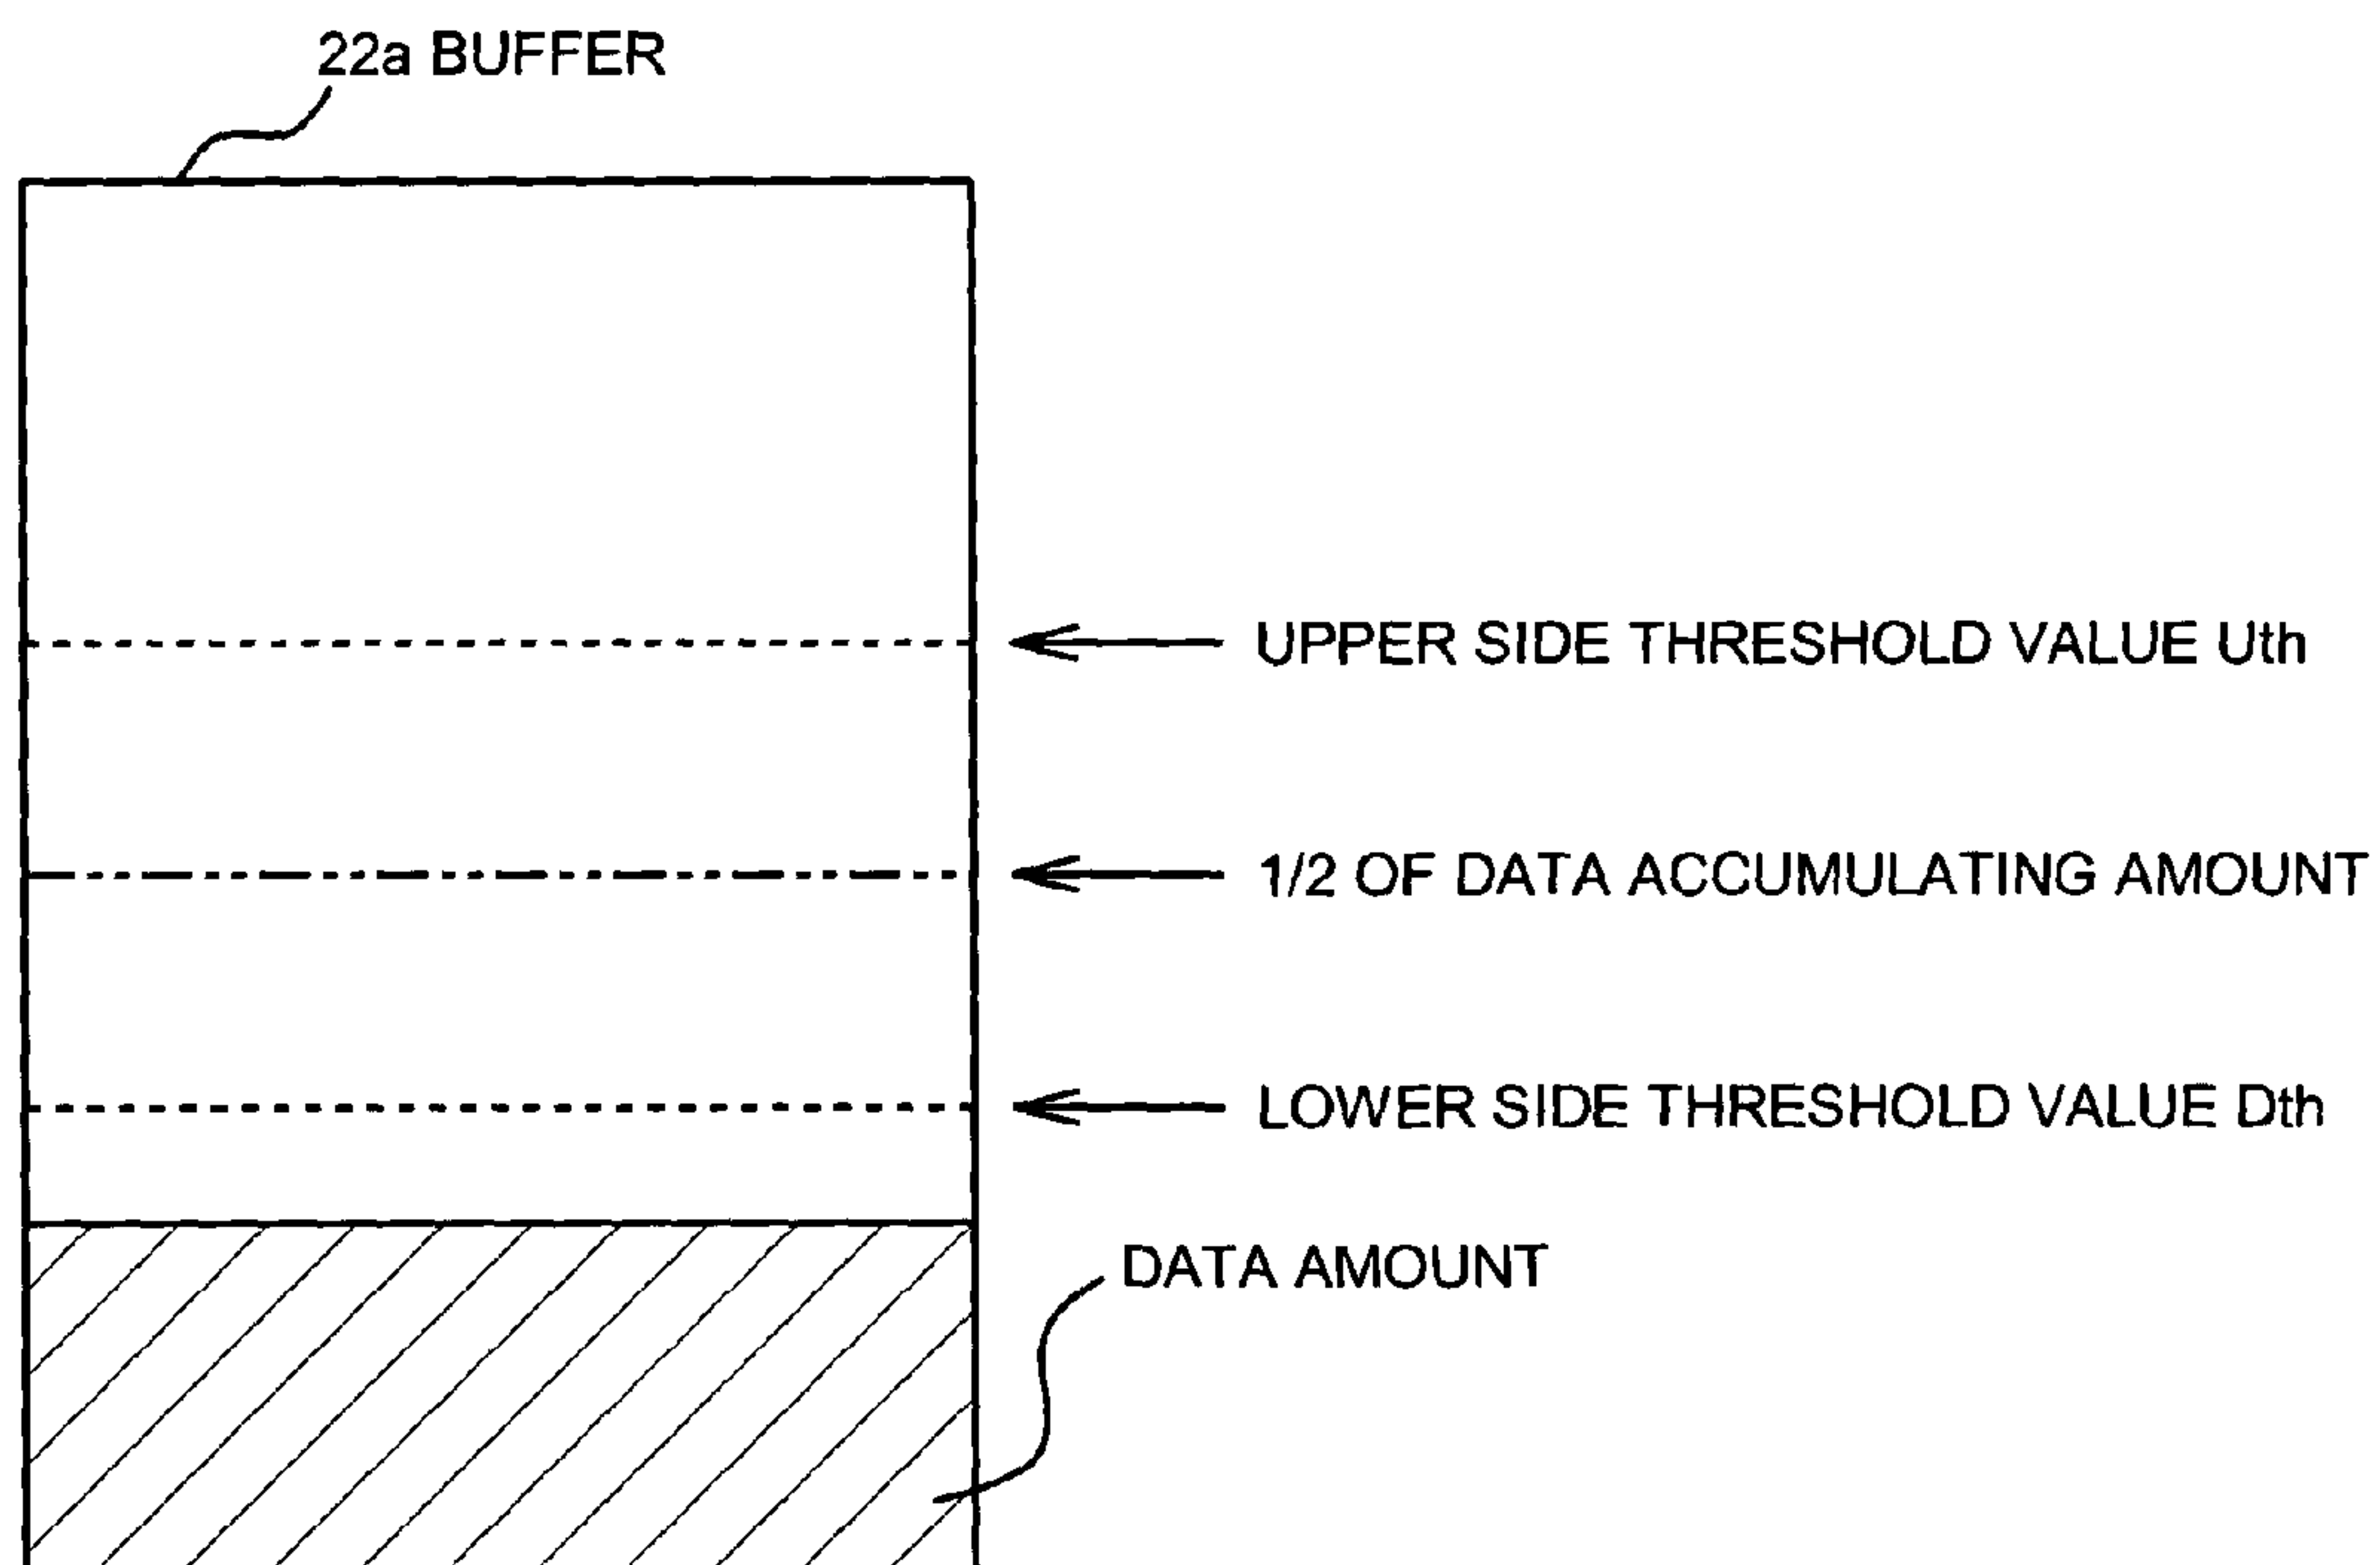 22a BUFFER
UPPER SIDE THRESHOLD VALUE Uth
1/2 OF DATA ACCUMULATING AMOUNT
LOWER SIDE THRESHOLD VALUE Dth
DATA AMOUNT